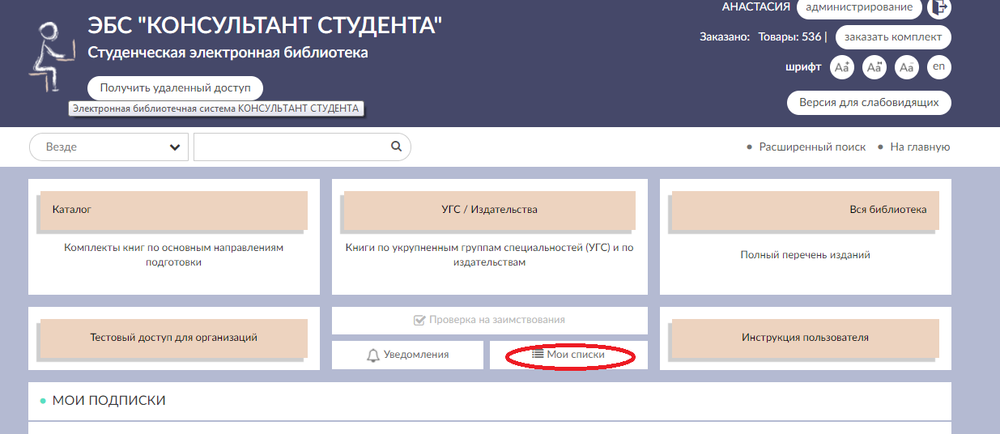 ЭБС "КОНСУЛЬТАНТ СТУДЕНТА"
Студенческая электронная библиотека
Получить удаленный доступ
Электронная библиотечная система КОНСУЛЬТАНТ СТУДЕНТА
АНАСТАСИЯ администрирование
Заказано: Товары: 536 | заказать комплект
шрифт Аа+ Аа Аа- en
Версия для слабовидящих
Везде
Расширенный поиск
На главную
Каталог
Комплекты книг по основным направлениям
подготовки
УГС / Издательства
Книги по укрупненным группам специальностей (УГС) и по
издательствам
Вся библиотека
Полный перечень изданий
Тестовый доступ для организаций
Проверка на заимствования
Уведомления
Мои списки
Инструкция пользователя
МОИ ПОДПИСКИ